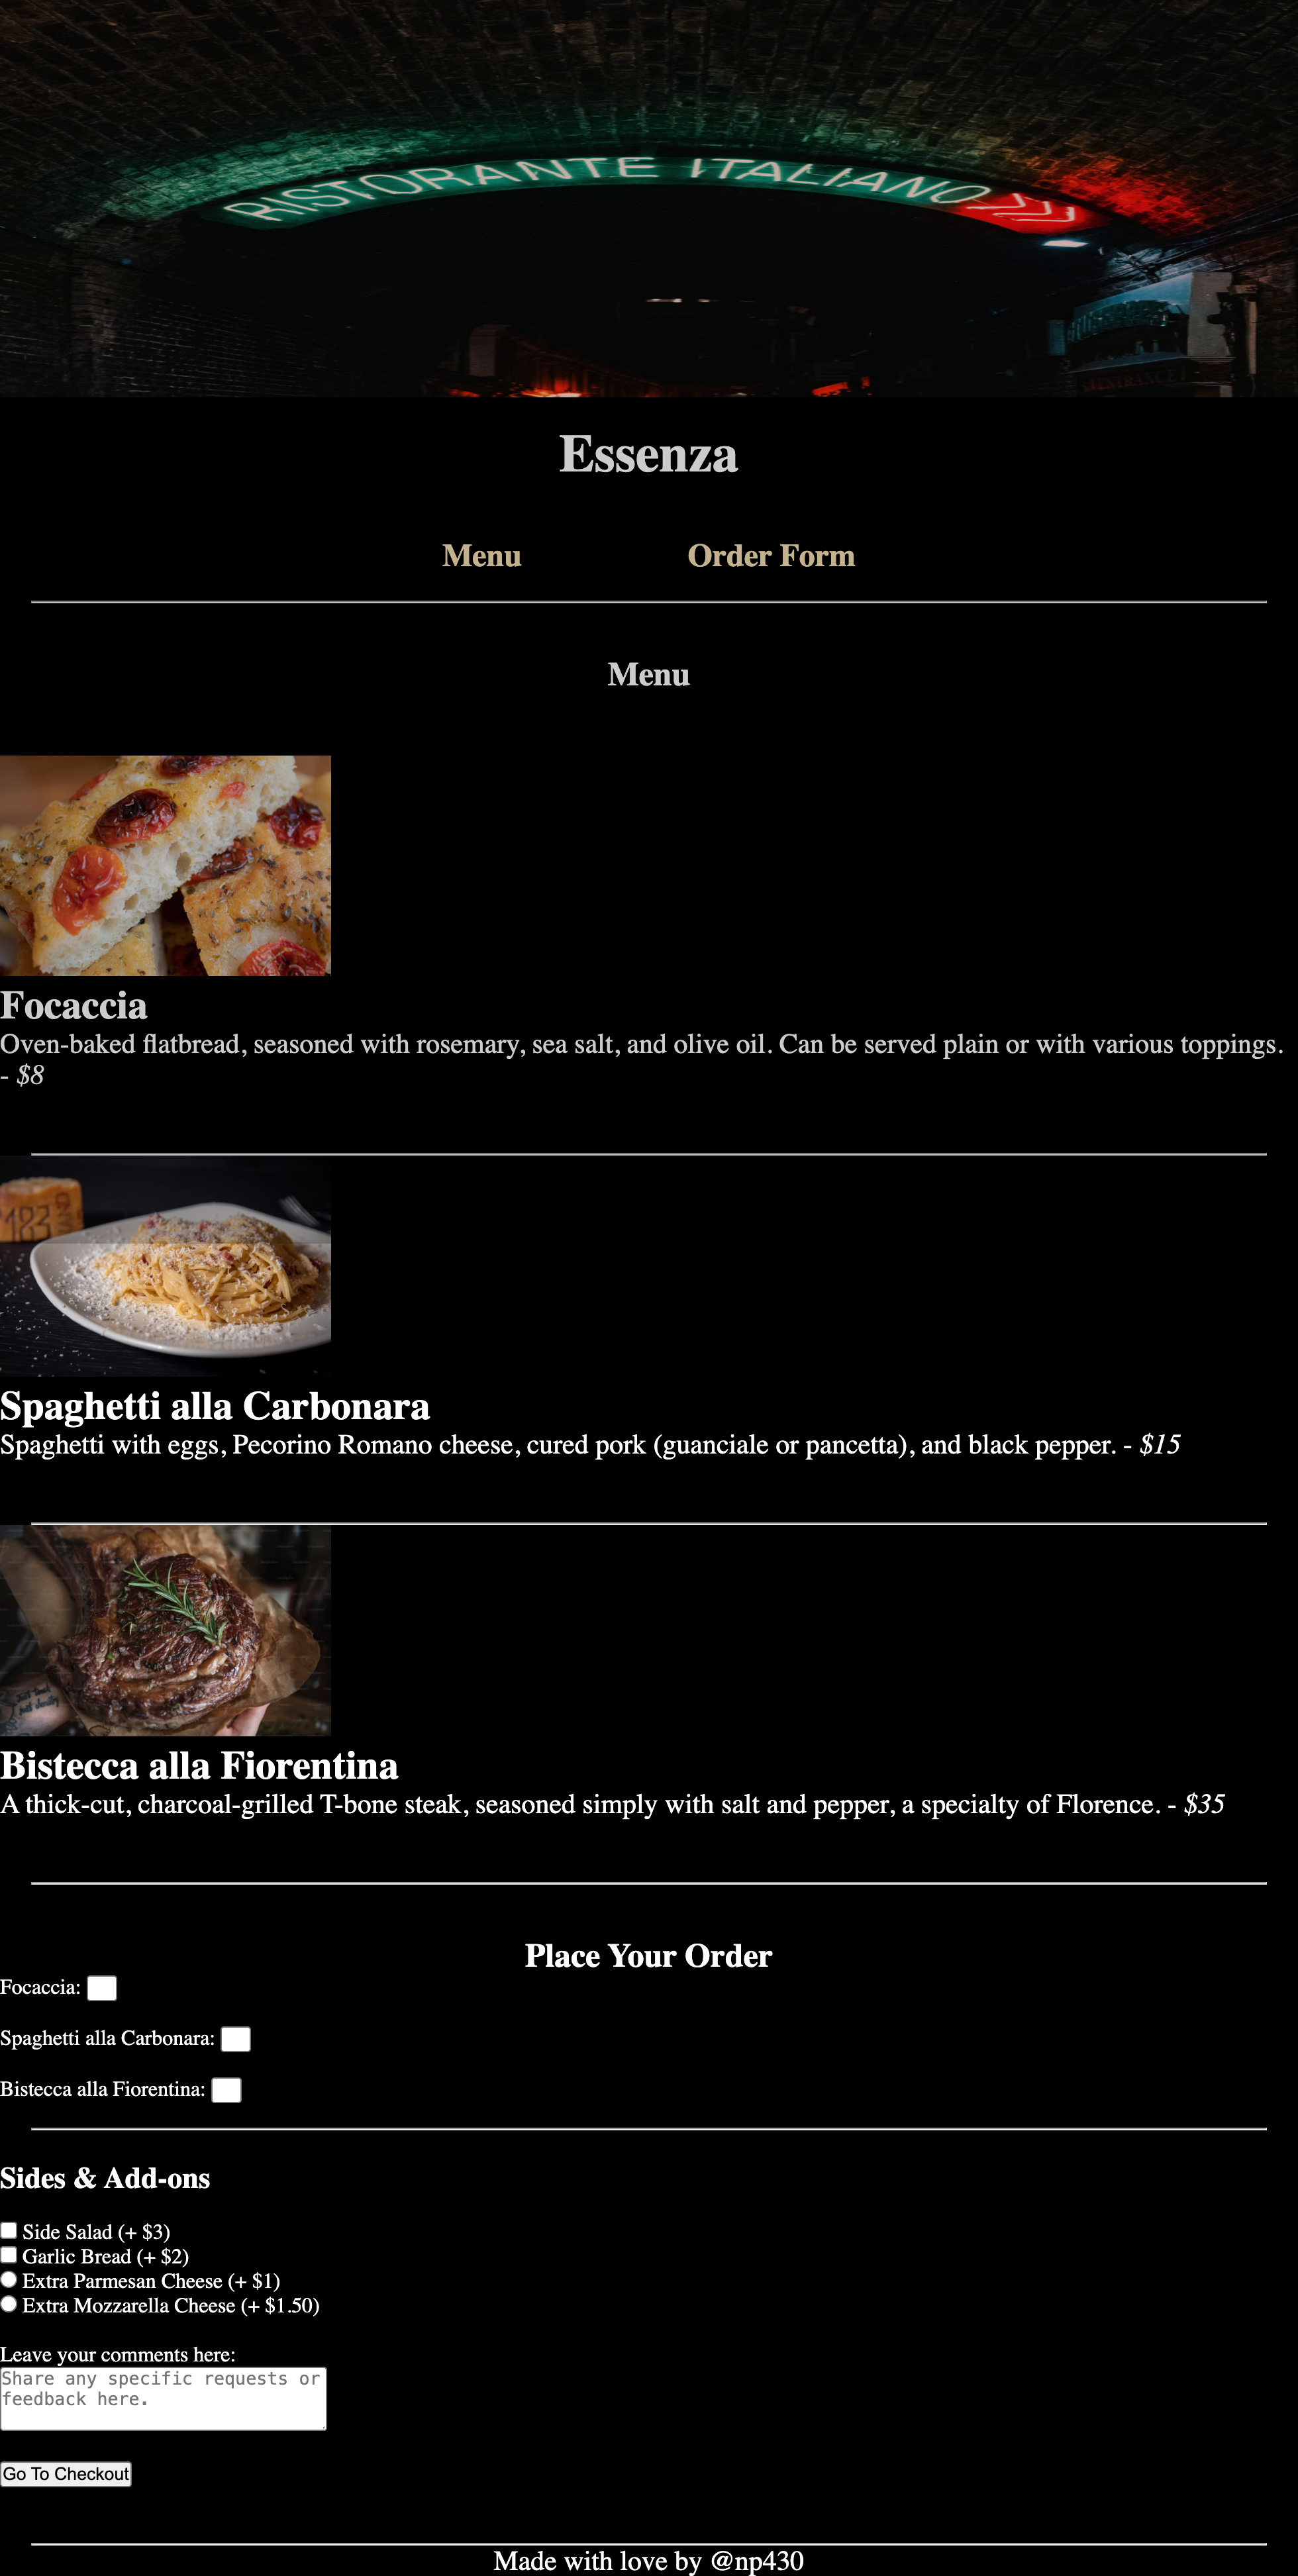 RISTORANTE ITALIANO
ENTRANCE
Essenza
Menu Order Form
Menu
Focaccia
Oven-baked flatbread, seasoned with rosemary, sea salt, and olive oil. Can be served plain or with various toppings.
- $8
Spaghetti alla Carbonara
Spaghetti with eggs, Pecorino Romano cheese, cured pork (guanciale or pancetta), and black pepper. - $15
Bistecca alla Fiorentina
A thick-cut, charcoal-grilled T-bone steak, seasoned simply with salt and pepper, a specialty of Florence. - $35
Place Your Order
Focaccia:
Spaghetti alla Carbonara:
Bistecca alla Fiorentina:
Sides & Add-ons
Side Salad (+ $3)
Garlic Bread (+ $2)
Extra Parmesan Cheese (+ $1)
Extra Mozzarella Cheese (+ $1.50)
Leave your comments here:
Share any specific requests or
feedback here.
Go To Checkout
Made with love by @np430